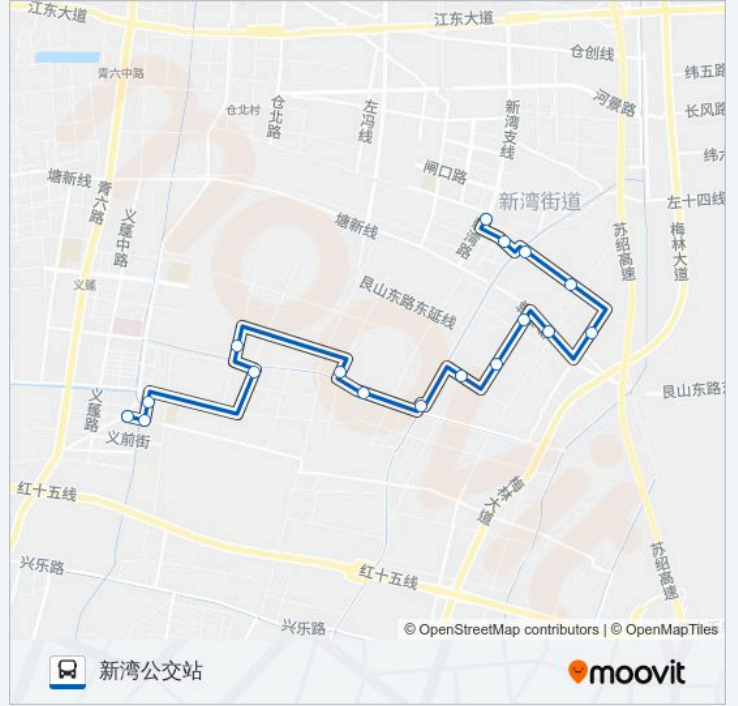 江东大道
江东大道
仓创线
青六中路
纬五路
仓北村
仓北路
左冯线
新湾支线
河景路
长风路
闸口路
塘新线
青六路
新湾街道
左十四线
义蓬中路
塘新线
苏绍高速
梅林大道
义蓬
艮山东路东延线
义蓬路
艮山东路
义前街
梅林大道
红十五线
苏绍高速
兴乐路
红十五线
兴乐路
© OpenStreetMap contributors | © OpenMapTiles
新湾公交站
moovit